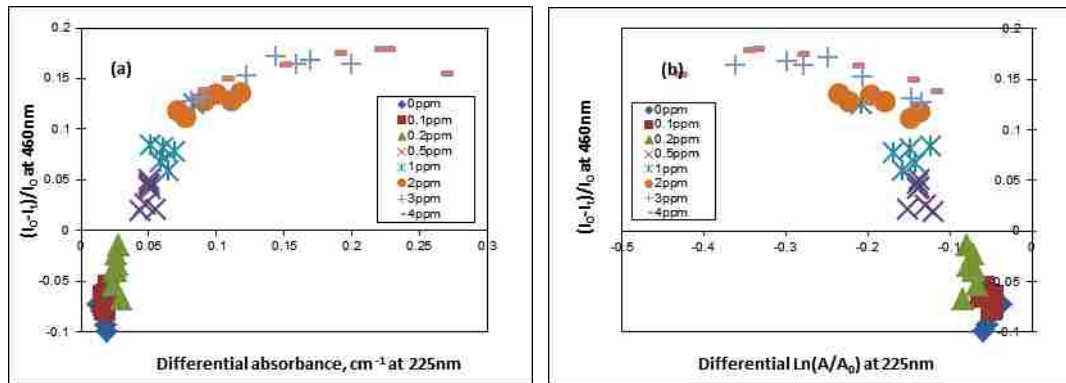 (a)
(I₀-Iₜ)/I₀ at 460nm
0.2
0.15
0.1
0.05
0
-0.05
-0.1
0.05
0.1
0.15
0.2
0.25
0.3
0ppm
0.1ppm
0.2ppm
0.5ppm
1ppm
2ppm
3ppm
4ppm
Differential absorbance, cm⁻¹ at 225nm
(b)
(I₀-Iₜ)/I₀ at 460nm
0.2
0.15
0.1
0.05
0
-0.05
-0.1
-0.5
-0.4
-0.3
-0.2
-0.1
0ppm
0.1ppm
0.2ppm
0.5ppm
1ppm
2ppm
3ppm
4ppm
Differential Ln(A/A₀) at 225nm